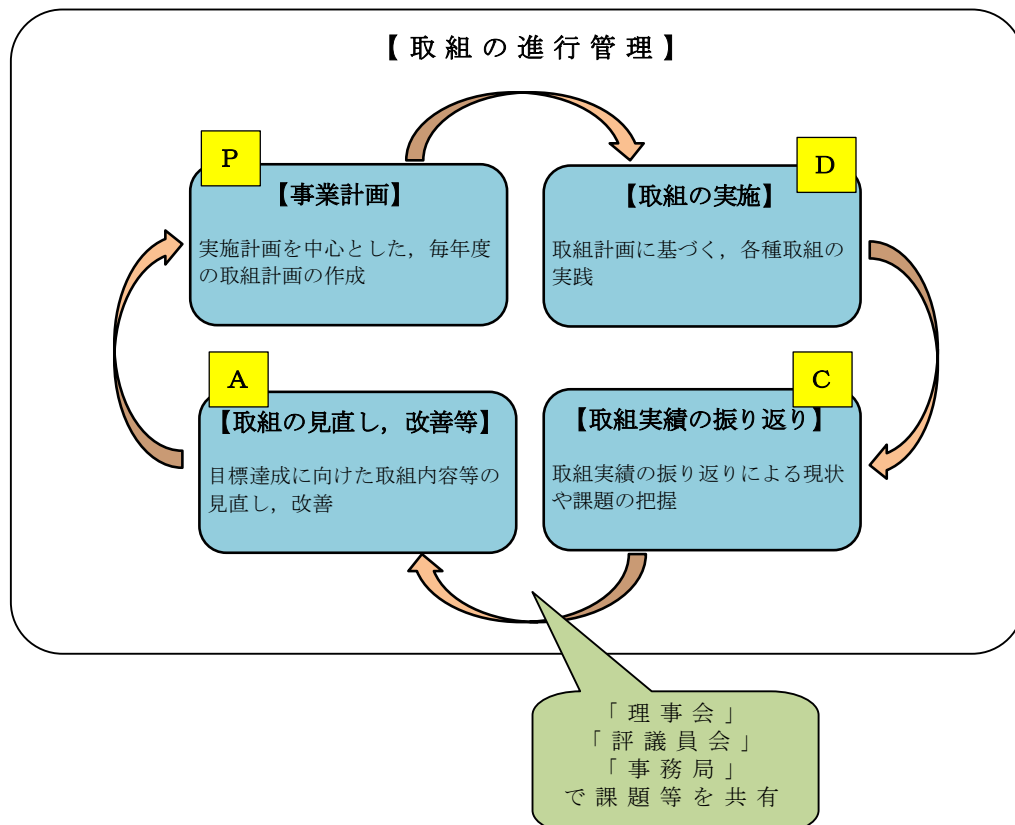 【取組の進行管理】
P
【事業計画】
実施計画を中心とした，毎年度
の取組計画の作成
D
【取組の実施】
取組計画に基づく，各種取組の
実践
A
【取組の見直し，改善等】
目標達成に向けた取組内容等の
見直し，改善
C
【取組実績の振り返り】
取組実績の振り返りによる現状
や課題の把握
「理事会」
「評議員会」
「事務局」
で課題等を共有